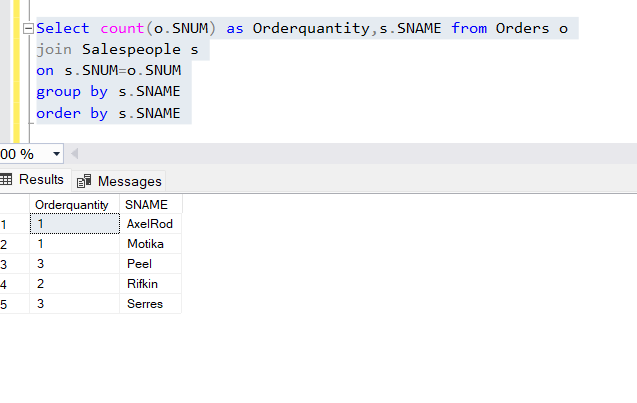 Select count(o.SNUM) as Orderquantity,s.SNAME from Orders o
join Salespeople s
on s.SNUM=o.SNUM
group by s.SNAME
order by s.SNAME
00 %
Results Messages
Orderquantity SNAME
1 1 AxelRod
2 1 Motika
3 3 Peel
4 2 Rifkin
5 3 Serres